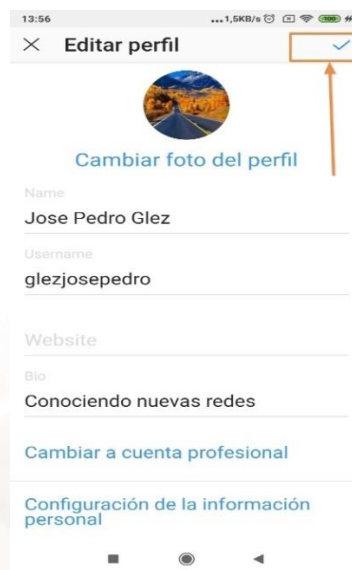 13:56
...1,5KB/s
100
Editar perfil
Cambiar foto del perfil
Name
Jose Pedro Glez
Username
glezjosepedro
Website
Bio
Conociendo nuevas redes
Cambiar a cuenta profesional
Configuración de la información
personal